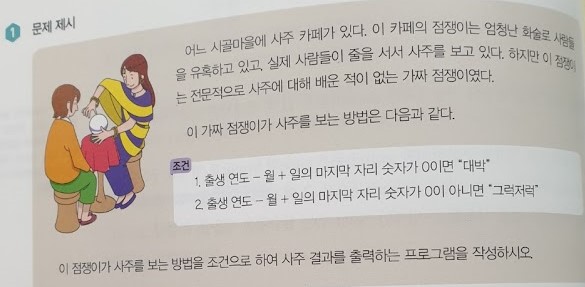 1 문제 제시
어느 시골마을에 사주 카페가 있다. 이 카페의 점쟁이는 엄청난 화술로 사람들
을 유혹하고 있고, 실제 사람들이 줄을 서서 사주를 보고 있다. 하지만 이 점쟁이
는 전문적으로 사주에 대해 배운 적이 없는 가짜 점쟁이였다.
이 가짜 점쟁이가 사주를 보는 방법은 다음과 같다.
조건
1. 출생 연도 – 월 + 일의 마지막 자리 숫자가 0이면 "대박"
2. 출생 연도 – 월 + 일의 마지막 자리 숫자가 0이 아니면 "그럭저럭"
이 점쟁이가 사주를 보는 방법을 조건으로 하여 사주 결과를 출력하는 프로그램을 작성하시오.